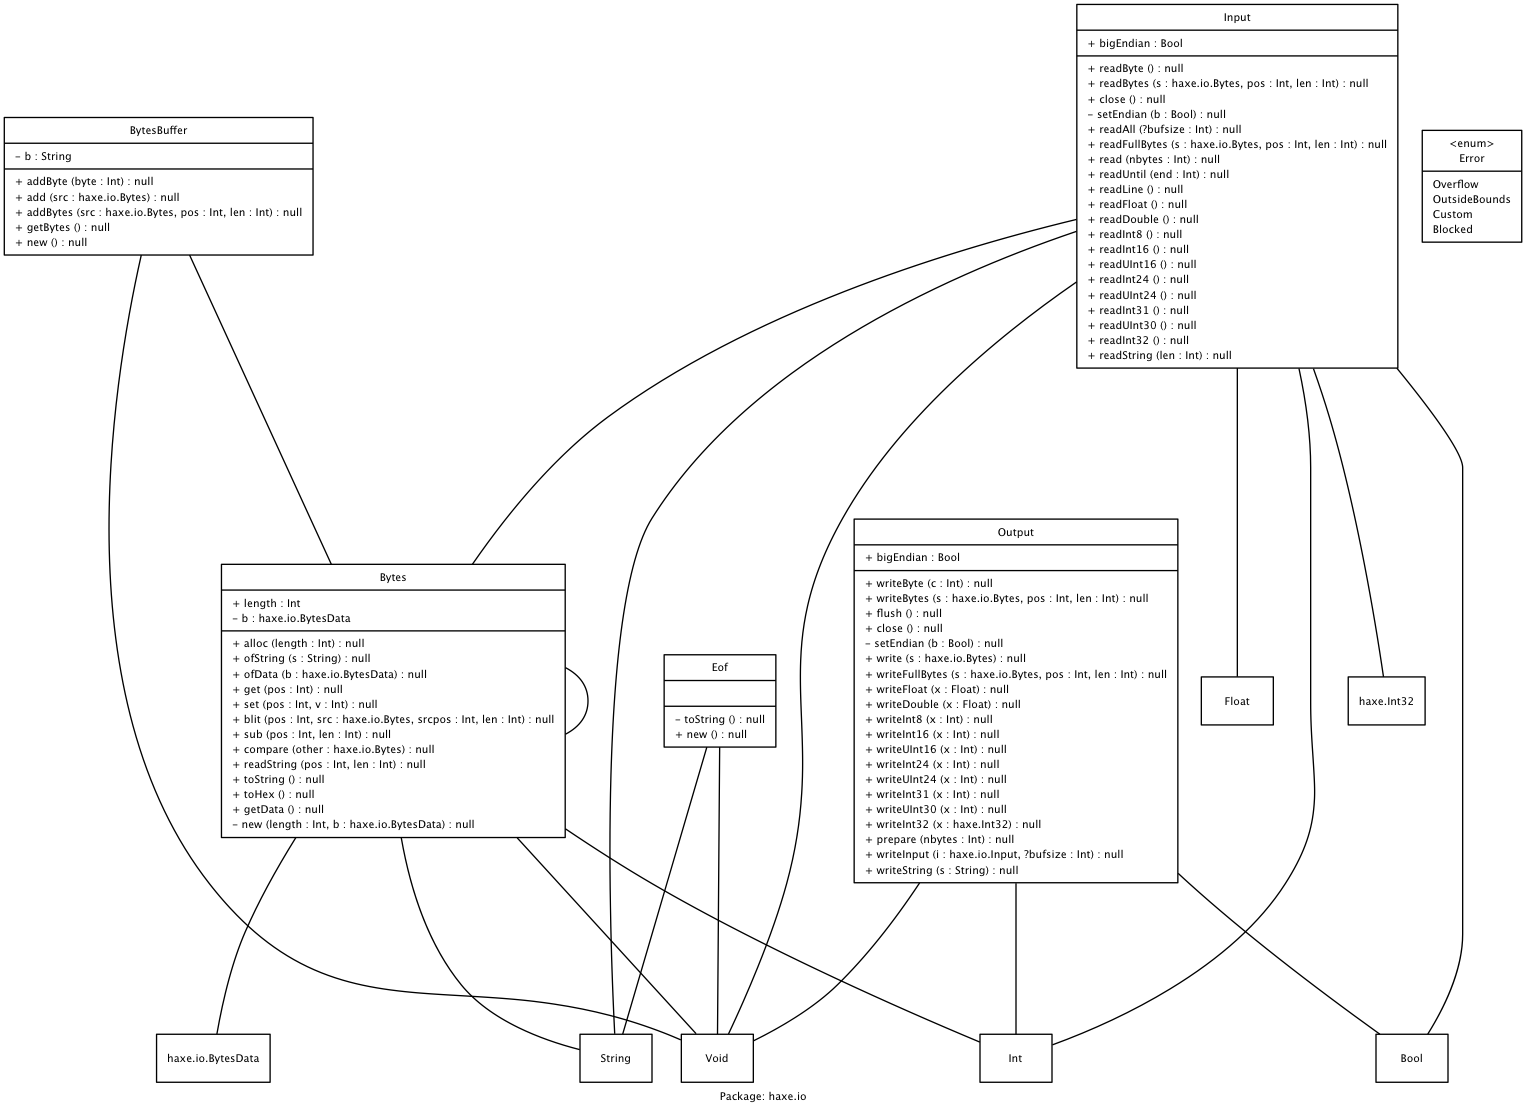 Input
+ bigEndian : Bool
+ readByte () : null
+ readBytes (s : haxe.io.Bytes, pos : Int, len : Int) : null
+ close () : null
– setEndian (b : Bool) : null
+ readAll (?bufsize : Int) : null
+ readFullBytes (s : haxe.io.Bytes, pos : Int, len : Int) : null
+ read (nbytes : Int) : null
+ readUntil (end : Int) : null
+ readLine () : null
+ readFloat () : null
+ readDouble () : null
+ readInt8 () : null
+ readInt16 () : null
+ readUInt16 () : null
+ readInt24 () : null
+ readUInt24 () : null
+ readInt31 () : null
+ readUInt30 () : null
+ readInt32 () : null
+ readString (len : Int) : null
BytesBuffer
– b : String
+ addByte (byte : Int) : null
+ add (src : haxe.io.Bytes) : null
+ addBytes (src : haxe.io.Bytes, pos : Int, len : Int) : null
+ getBytes () : null
+ new () : null
<enum>
Error
Overflow
OutsideBounds
Custom
Blocked
Output
+ bigEndian : Bool
+ writeByte (c : Int) : null
+ writeBytes (s : haxe.io.Bytes, pos : Int, len : Int) : null
+ flush () : null
+ close () : null
– setEndian (b : Bool) : null
+ write (s : haxe.io.Bytes) : null
+ writeFullBytes (s : haxe.io.Bytes, pos : Int, len : Int) : null
+ writeFloat (x : Float) : null
+ writeDouble (x : Float) : null
+ writeInt8 (x : Int) : null
+ writeInt16 (x : Int) : null
+ writeUInt16 (x : Int) : null
+ writeInt24 (x : Int) : null
+ writeUInt24 (x : Int) : null
+ writeInt31 (x : Int) : null
+ writeUInt30 (x : Int) : null
+ writeInt32 (x : haxe.Int32) : null
+ prepare (nbytes : Int) : null
+ writeInput (i : haxe.io.Input, ?bufsize : Int) : null
+ writeString (s : String) : null
Bytes
+ length : Int
– b : haxe.io.BytesData
+ alloc (length : Int) : null
+ ofString (s : String) : null
+ ofData (b : haxe.io.BytesData) : null
+ get (pos : Int) : null
+ set (pos : Int, v : Int) : null
+ blit (pos : Int, src : haxe.io.Bytes, srcpos : Int, len : Int) : null
+ sub (pos : Int, len : Int) : null
+ compare (other : haxe.io.Bytes) : null
+ readString (pos : Int, len : Int) : null
+ toString () : null
+ toHex () : null
+ getData () : null
– new (length : Int, b : haxe.io.BytesData) : null
Eof
– toString () : null
+ new () : null
Float
haxe.Int32
haxe.io.BytesData
String
Void
Int
Bool
Package: haxe.io